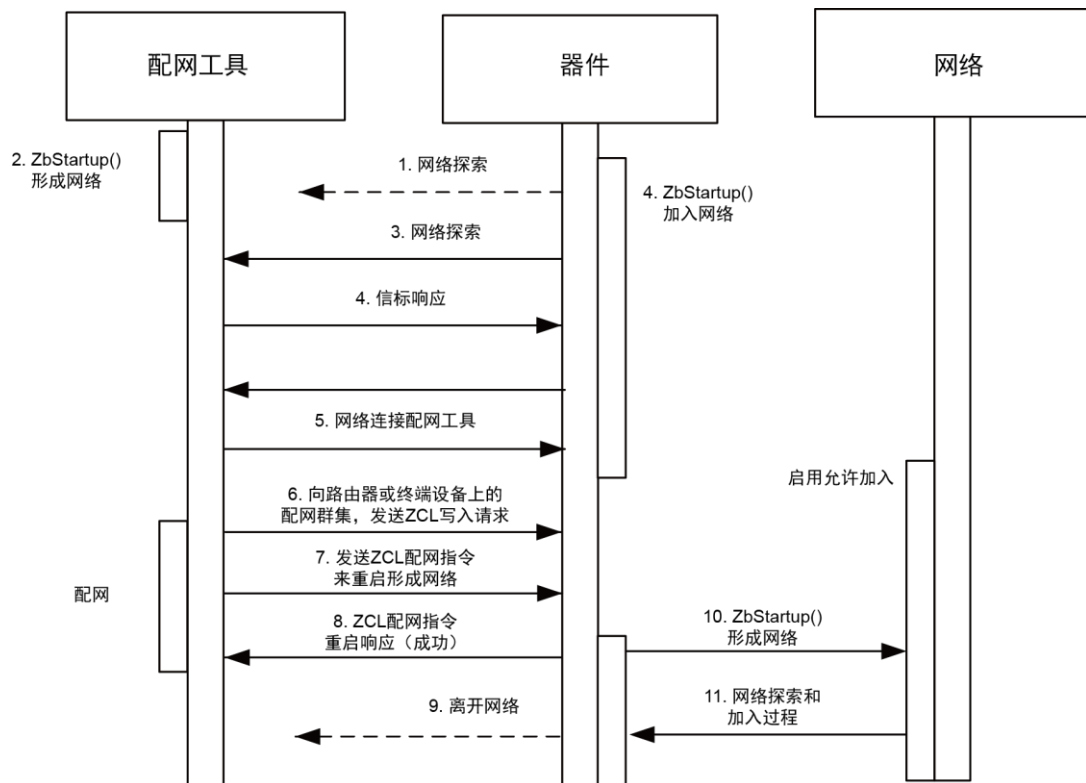 配网工具
器件
网络
2. ZbStartup()
形成网络
1. 网络探索
4. ZbStartup()
加入网络
3. 网络探索
4. 信标响应
5. 网络连接配网工具
启用允许加入
6. 向路由器或终端设备上的
配网群集，发送ZCL写入请求
7. 发送ZCL配网指令
来重启形成网络
配网
8. ZCL配网指令
重启响应（成功）
10. ZbStartup()
形成网络
9. 离开网络
11. 网络探索和
加入过程